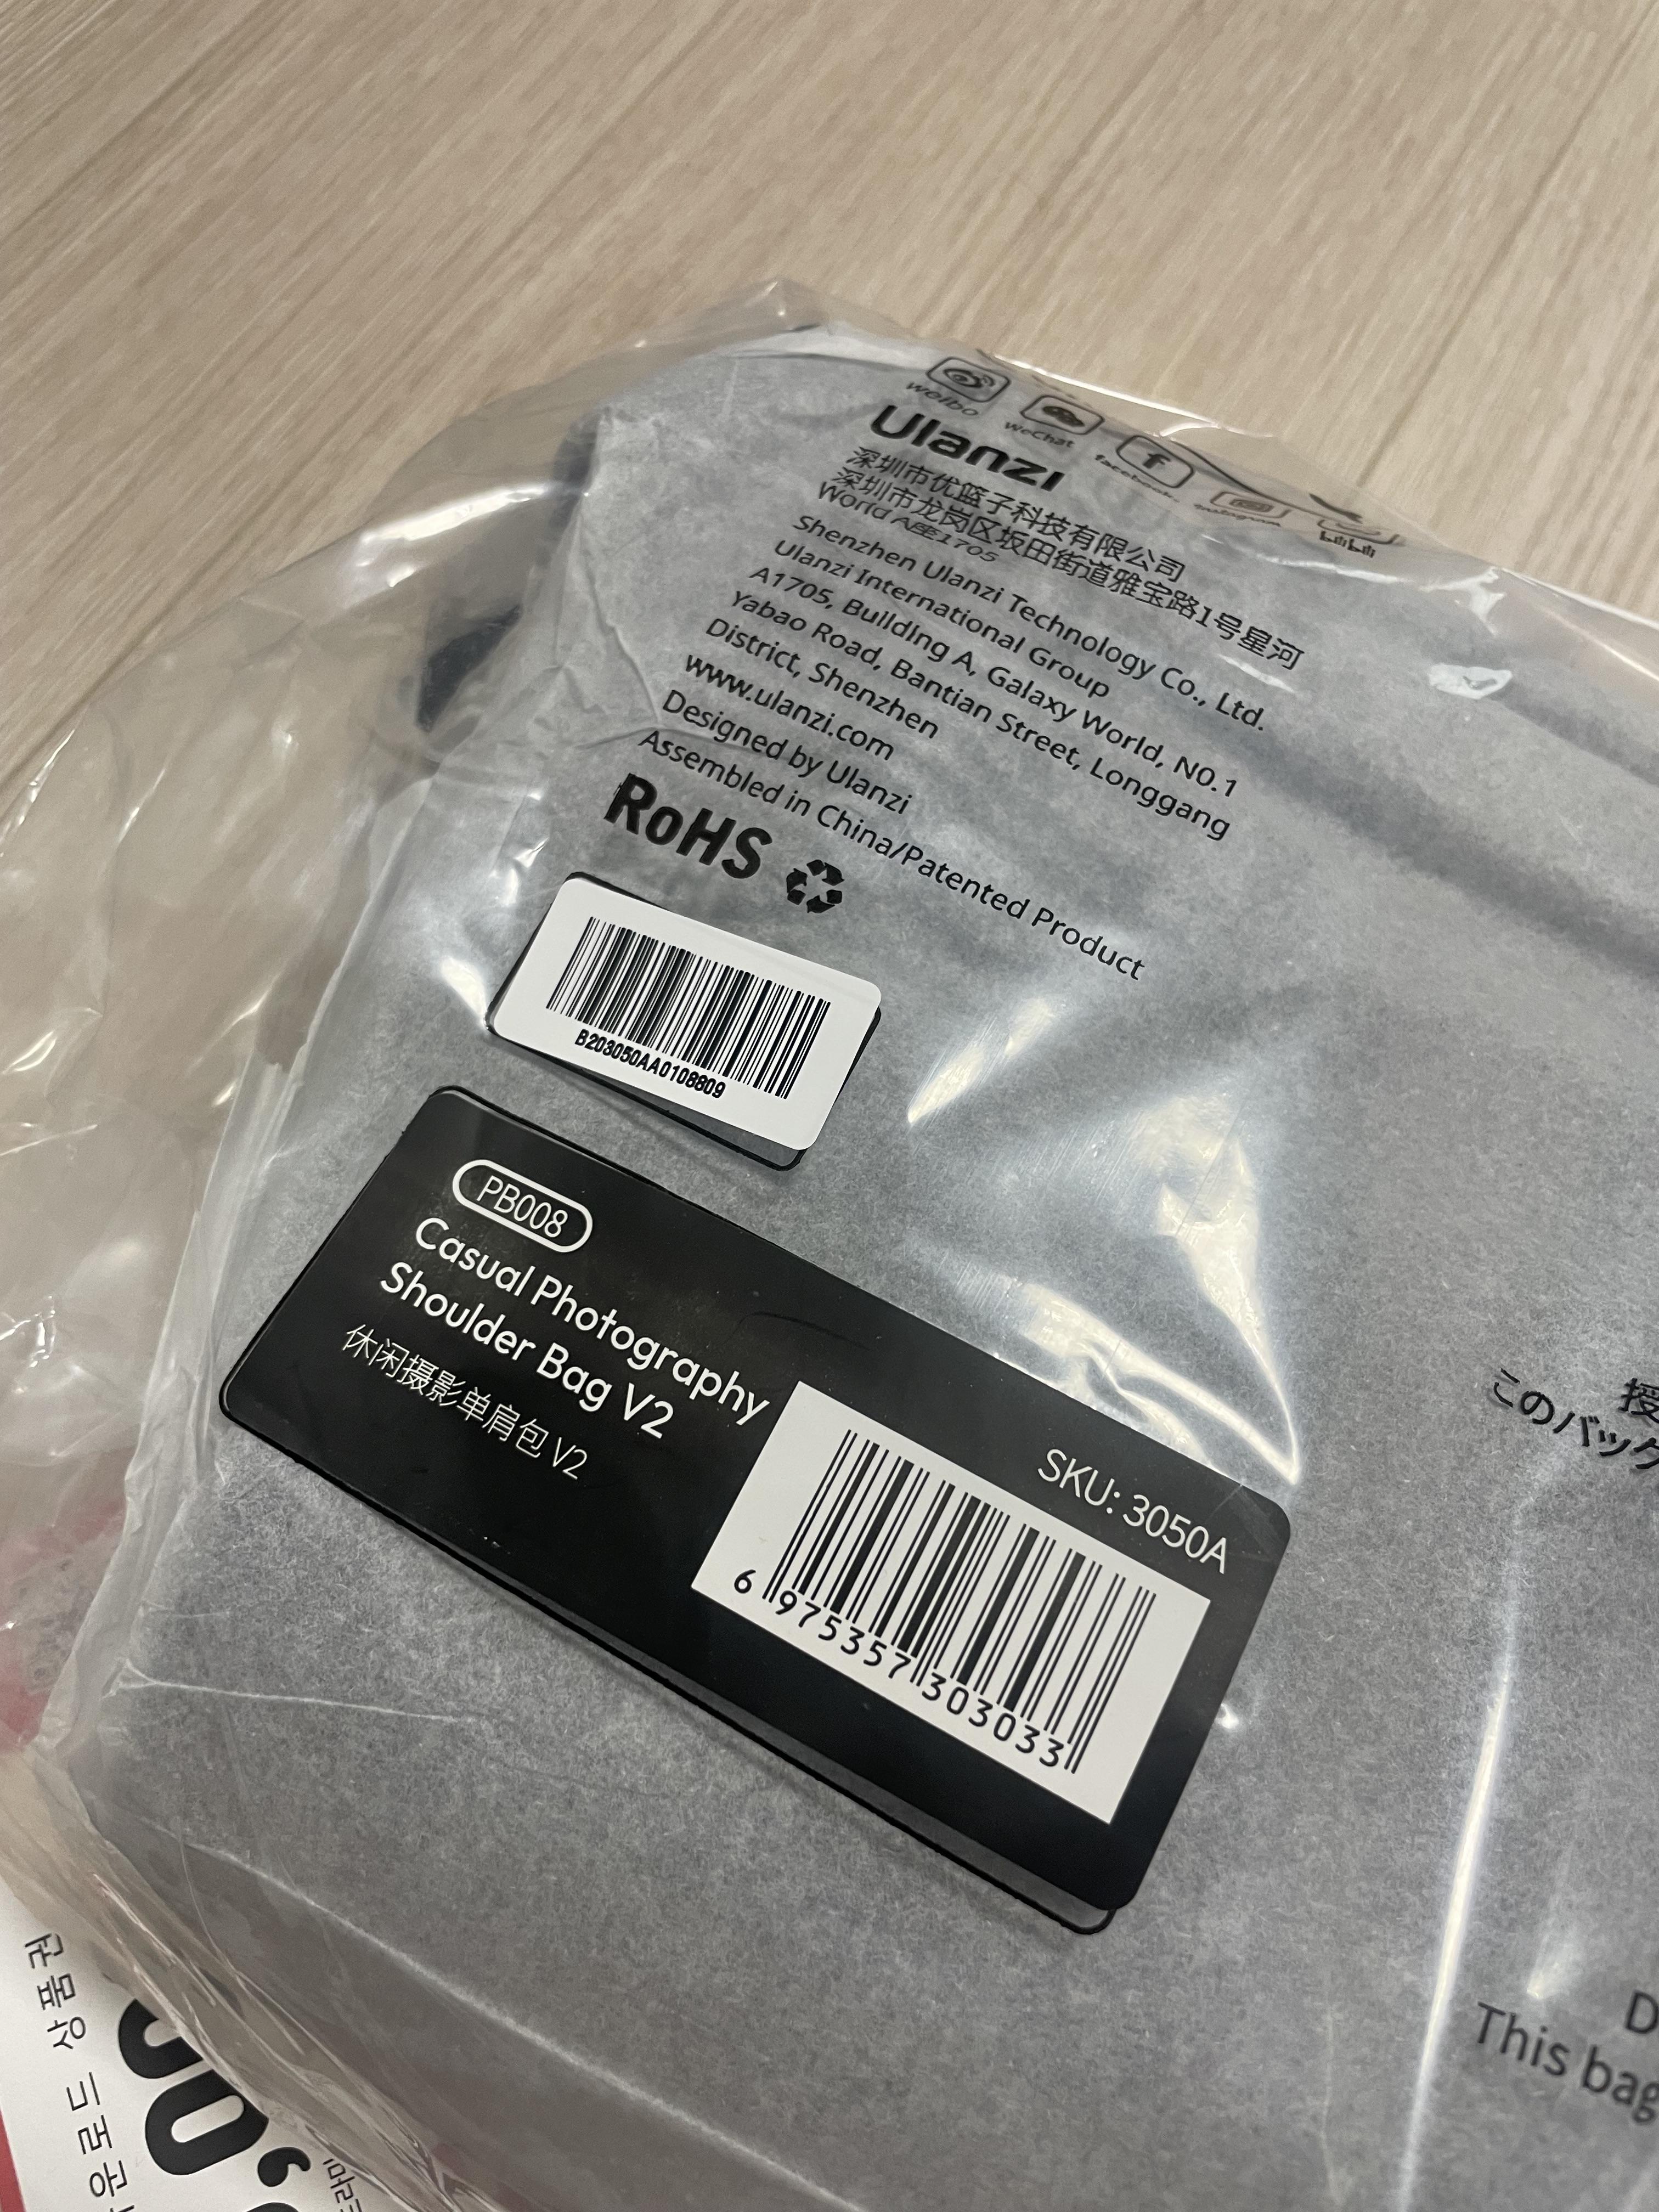 weibo
weChat
facebook
Instagram
bilibili
Ulanzi
深圳市优篮子科技有限公司
深圳市龙岗区坂田街道雅宝路1号星河
World A座1705
Shenzhen Ulanzi Technology Co., Ltd.
Ulanzi International Group
A1705, Building A, Galaxy World, N0.1
Yabao Road, Bantian Street, Longgang
District, Shenzhen
www.ulanzi.com
Designed by Ulanzi
Assembled in China/Patented Product
RoHS
B203050AA0108809
PB008
Casual Photography
Shoulder Bag V2
休闲摄影单肩包 V2
SKU: 3050A
6 975357 303033
このバッグ
This bag